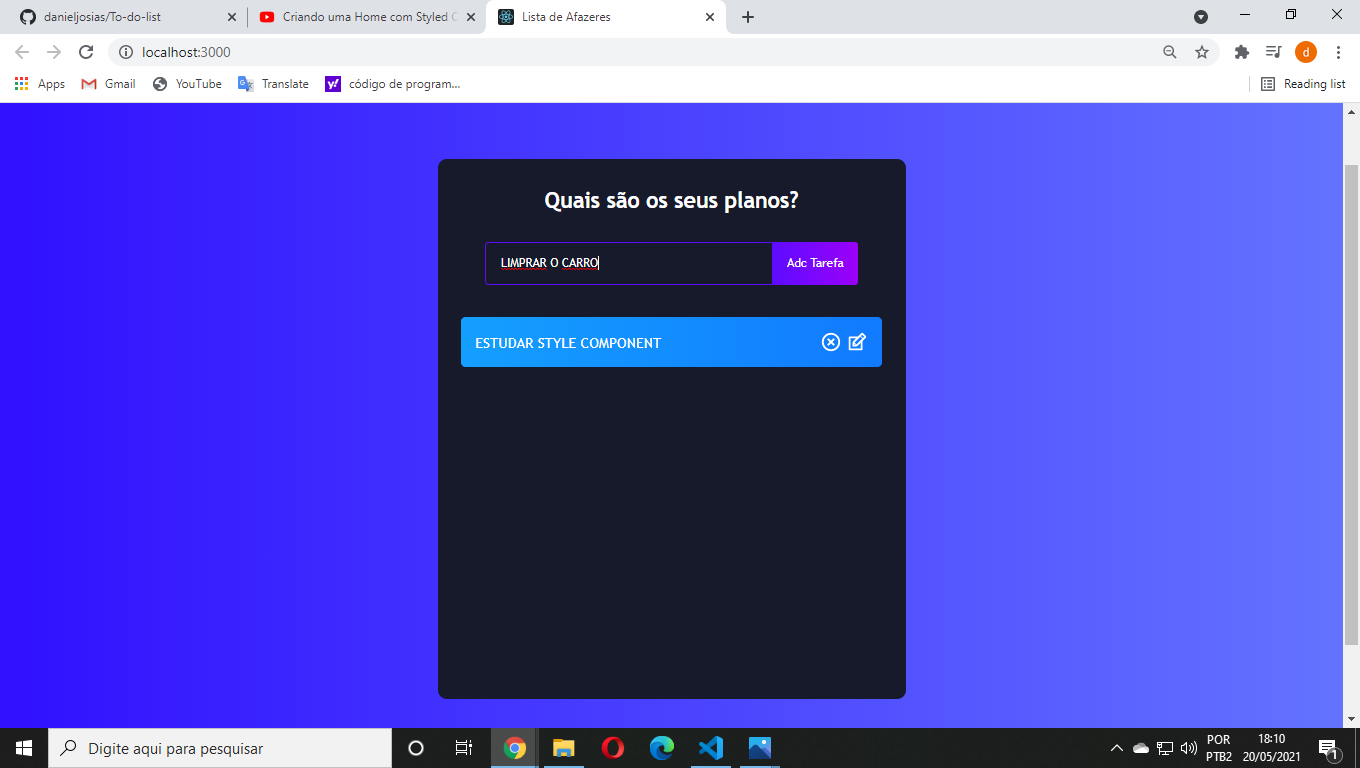 danieljosias/To-do-list
Criando uma Home com Styled C
Lista de Afazeres
localhost:3000
d
Apps
Gmail
YouTube
Translate
código de program...
Reading list
Quais são os seus planos?
LIMPRAR O CARRO
Adc Tarefa
ESTUDAR STYLE COMPONENT
Digite aqui para pesquisar
POR
PTB2
18:10
20/05/2021
1